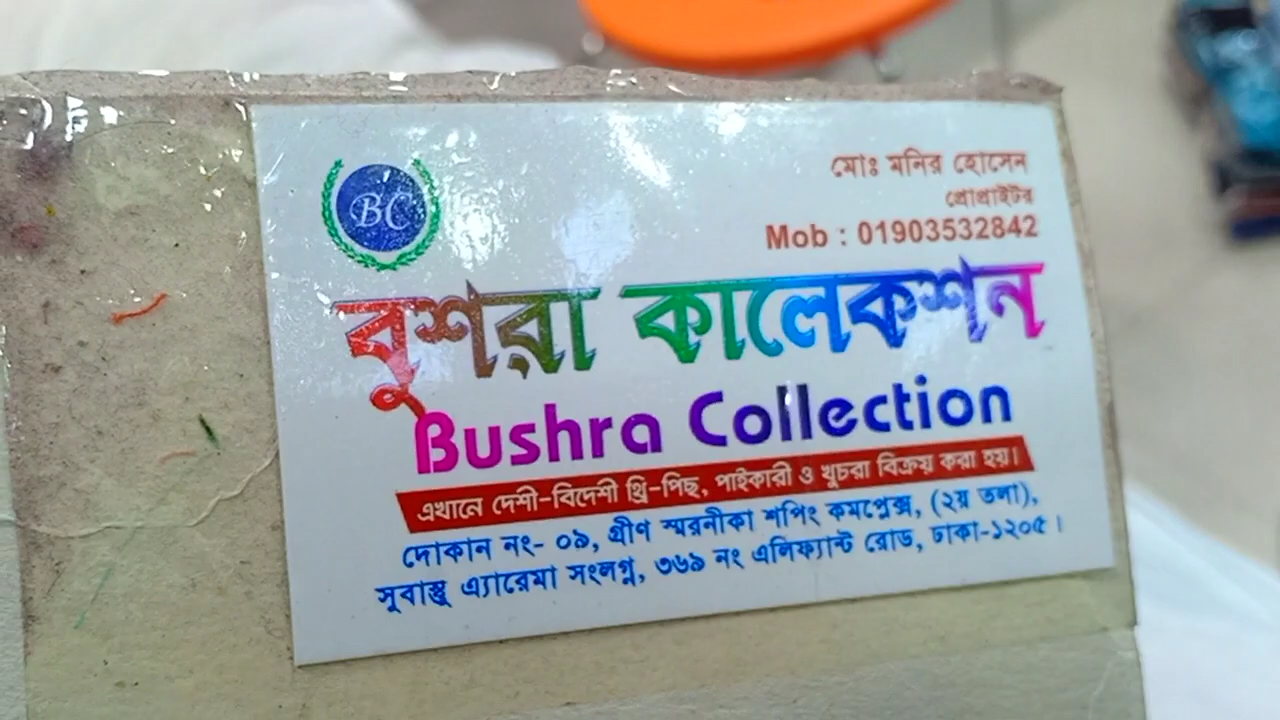 BC
মোঃ মনির হোসেন
প্রোপ্রাইটর
Mob : 01903532842
বুশরা কালেকশন
Bushra Collection
এখানে দেশী-বিদেশী থ্রি-পিছ, পাইকারী ও খুচরা বিক্রয় করা হয়।
দোকান নং- ০৯, গ্রীণ স্মরনীকা শপিং কমপ্লেক্স, (২য় তলা),
সুবাস্তু এ্যারেমা সংলগ্ন, ৩৬৯ নং এলিফ্যান্ট রোড, ঢাকা-১২০৫।